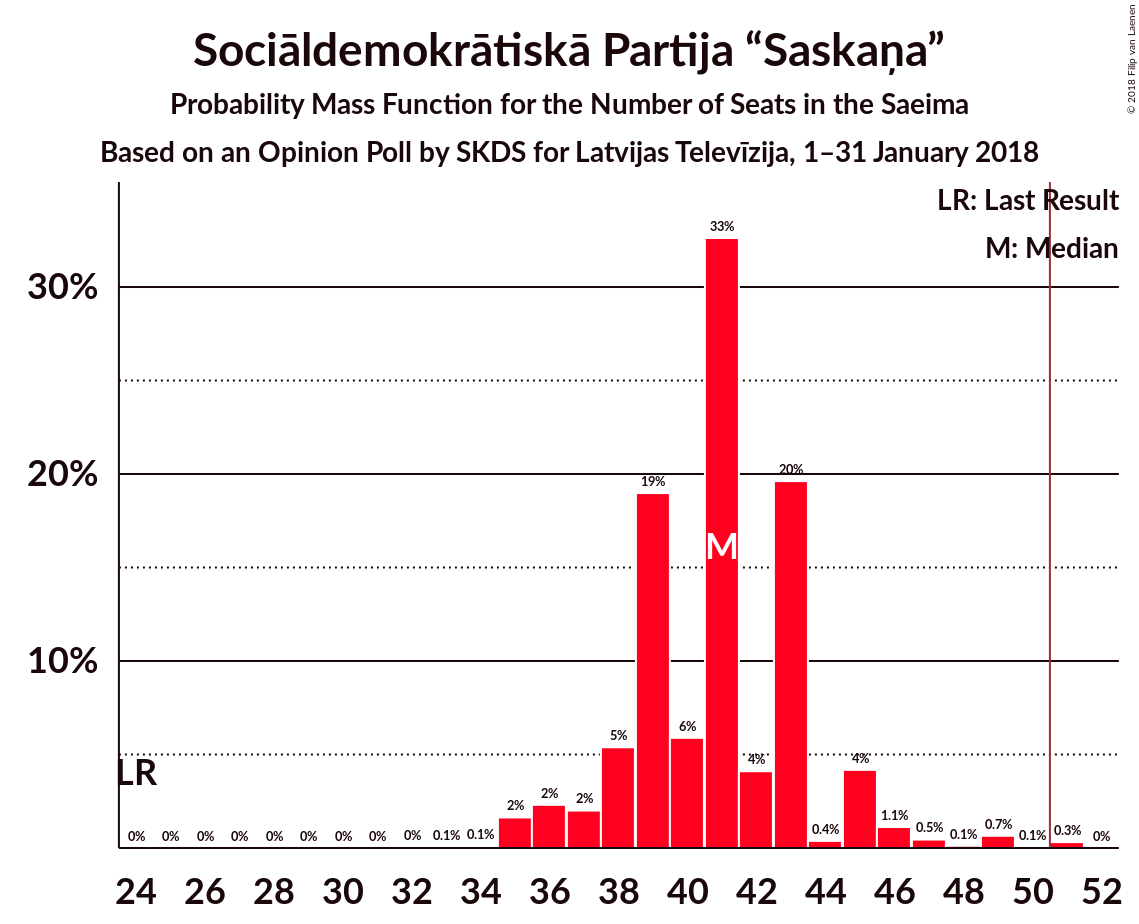 Sociāldemokrātiskā Partija “Saskaņa”
Probability Mass Function for the Number of Seats in the Saeima
Based on an Opinion Poll by SKDS for Latvijas Televīzija, 1–31 January 2018
© 2018 Filip van Laenen
LR: Last Result
M: Median
33%
30%
20%
20%
19%
M
10%
6%
5%
4%
4%
LR
2%
2%
2%
1.1%
0.7%
0.5%
0.4%
0.3%
0% 0% 0% 0% 0% 0% 0% 0% 0% 0.1% 0.1% 0.1% 0.1% 0%
24 26 28 30 32 34 36 38 40 42 44 46 48 50 52